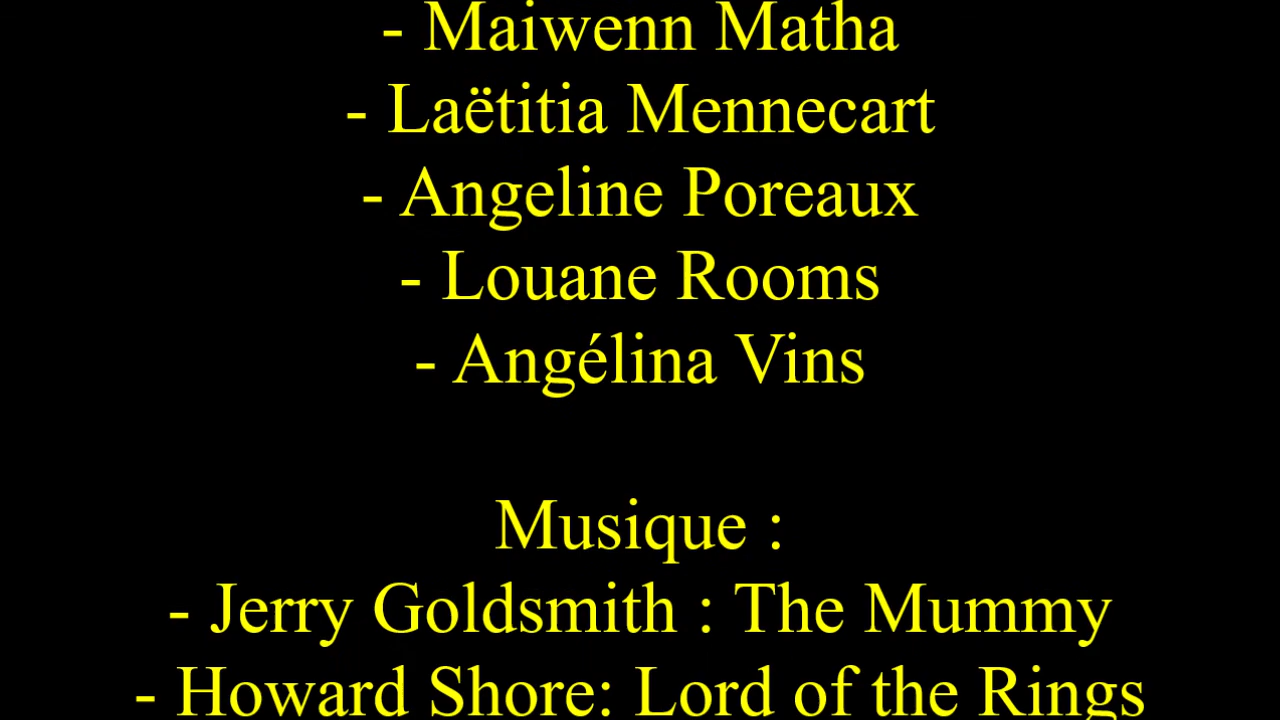 - Maiwenn Matha
- Laëtitia Mennecart
- Angeline Poreaux
- Louane Rooms
- Angélina Vins
Musique :
- Jerry Goldsmith : The Mummy
- Howard Shore: Lord of the Rings